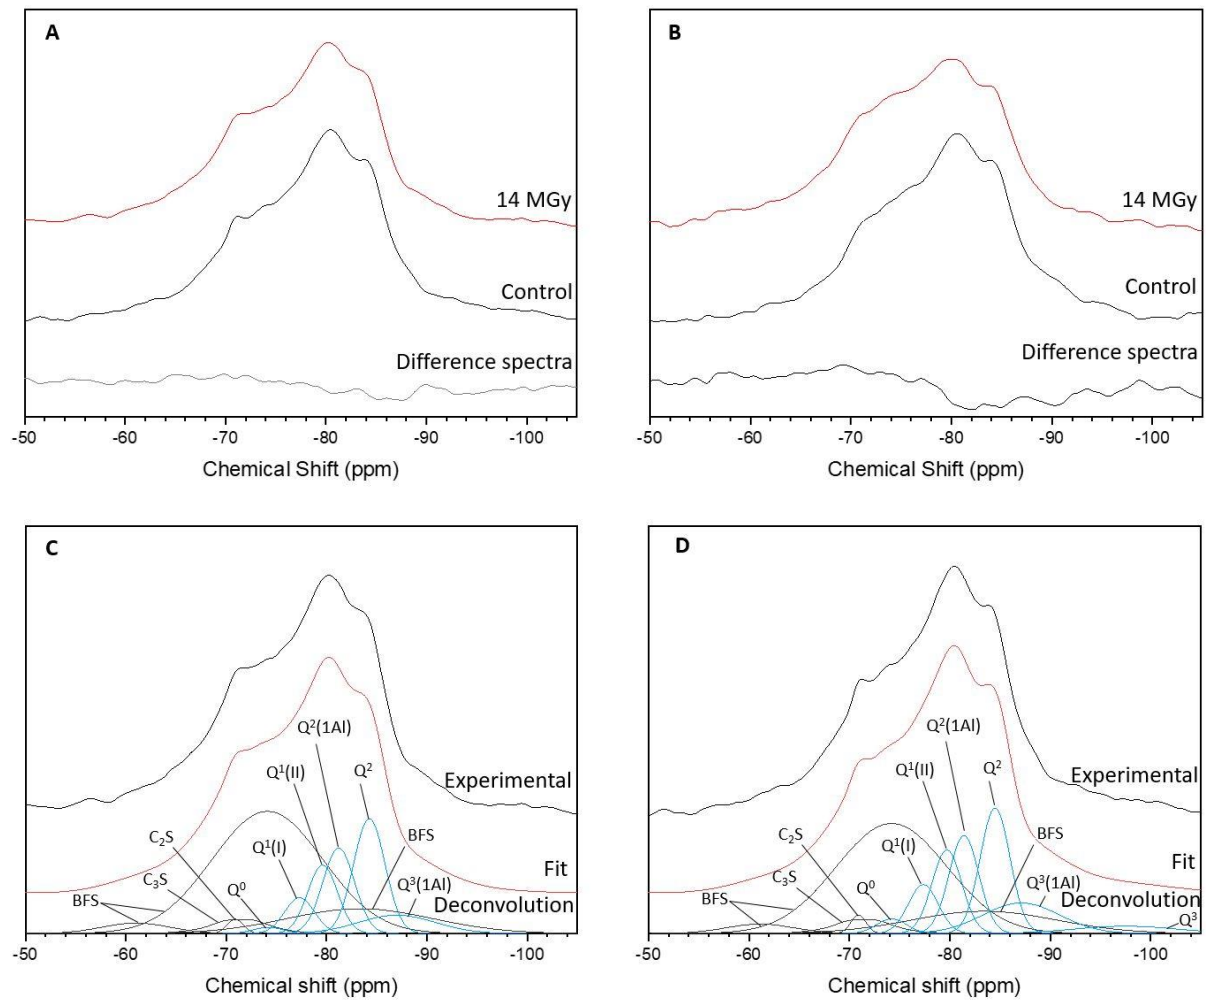 A
14 MGy
Control
Difference spectra
-50 -60 -70 -80 -90 -100
Chemical Shift (ppm)
B
14 MGy
Control
Difference spectra
-50 -60 -70 -80 -90 -100
Chemical Shift (ppm)
C
Q²(1Al)
Q¹(II)
Q²
Experimental
C₂S
Q¹(I)
BFS
Fit
C₃S
Q⁰
Q³(1Al)
BFS
Deconvolution
-50 -60 -70 -80 -90 -100
Chemical shift (ppm)
D
Q²(1Al)
Q¹(II)
Q²
Experimental
C₂S
Q¹(I)
BFS
Fit
C₃S
Q⁰
Q³(1Al)
BFS
Deconvolution
Q³
-50 -60 -70 -80 -90 -100
Chemical shift (ppm)